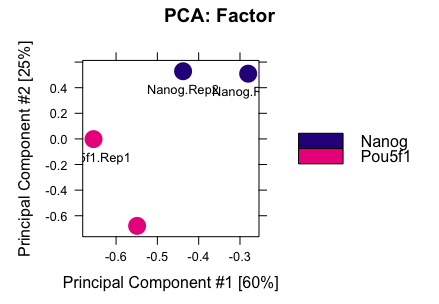 PCA: Factor
Principal Component #2 [25%]
0.4
0.2
0.0
-0.2
-0.4
-0.6
Nanog.Rep2
Nanog.R
5f1.Rep1
-0.6
-0.5
-0.4
-0.3
Principal Component #1 [60%]
Nanog
Pou5f1